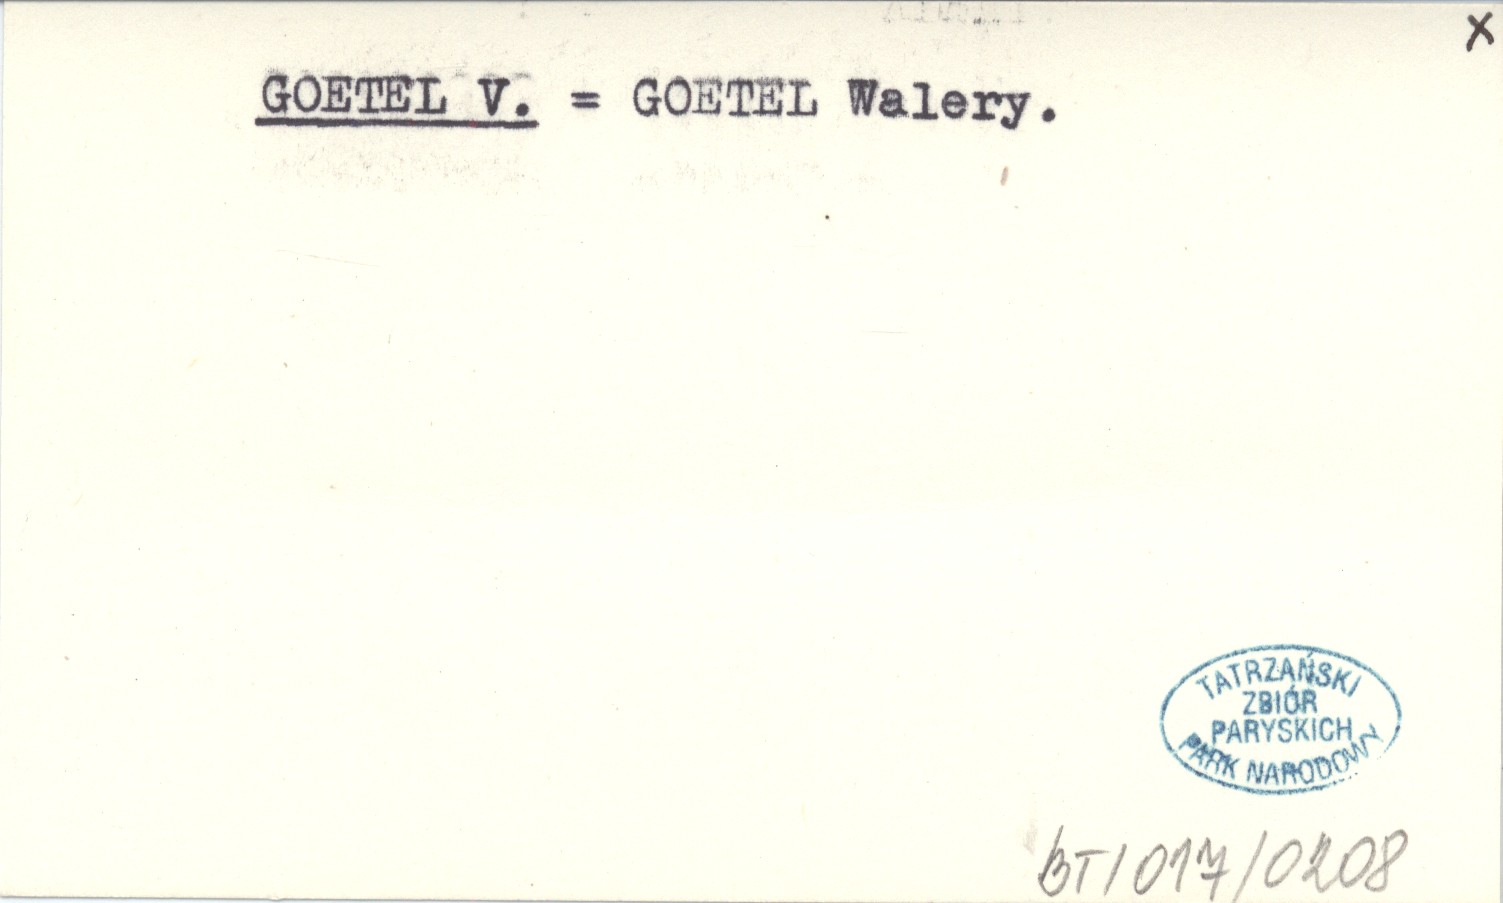 X
GOETEL V. = GOETEL Walery.
TATRZAŃSKI
ZBIÓR
PARYSKICH
PARK NARODOWY
BT/017/0208